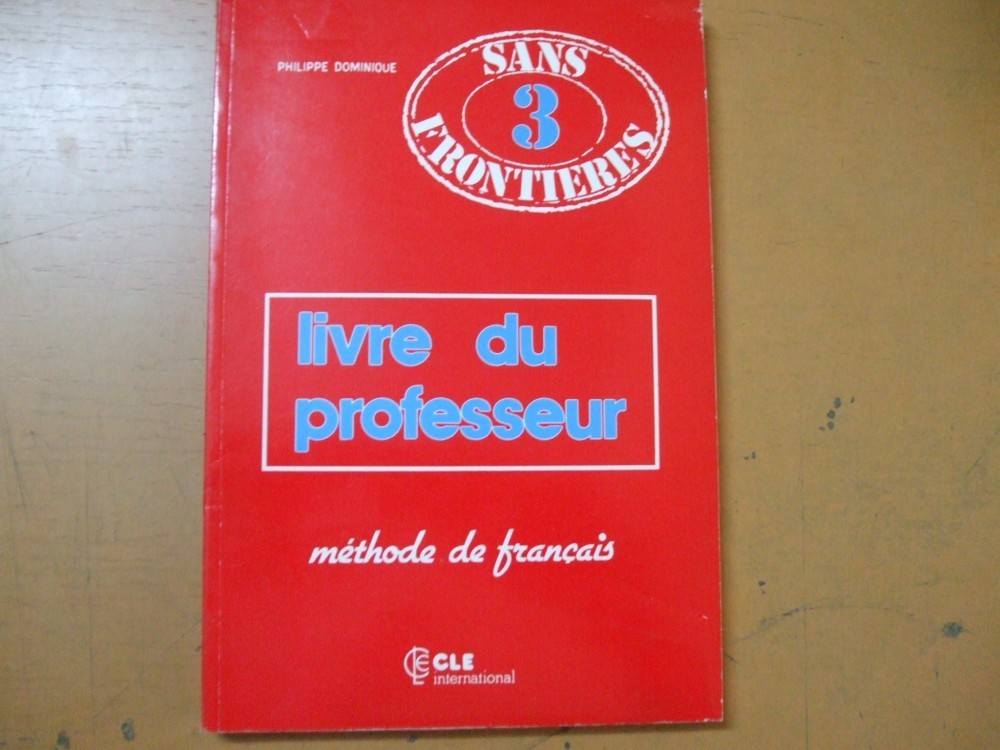 PHILIPPE DOMINIQUE
SANS
3
FRONTIERES
livre du
professeur
méthode de français
CLE
international